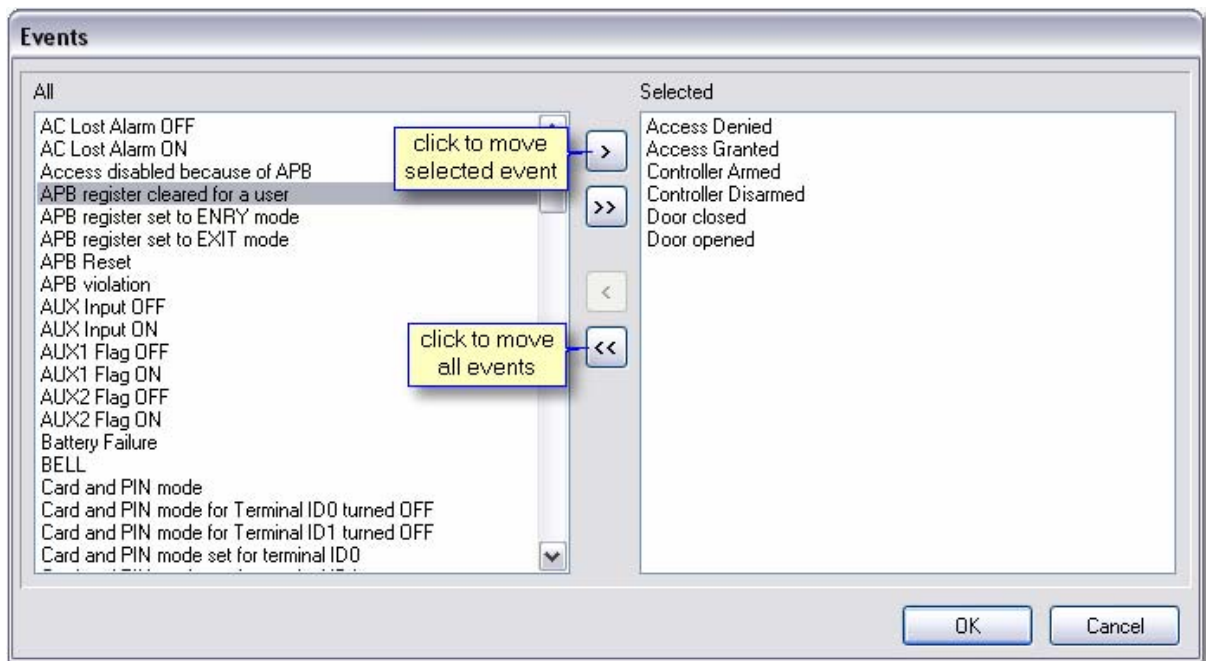 Events
All
AC Lost Alarm OFF
AC Lost Alarm ON
Access disabled because of APB
APB register cleared for a user
APB register set to ENRY mode
APB register set to EXIT mode
APB Reset
APB violation
AUX Input OFF
AUX Input ON
AUX1 Flag OFF
AUX1 Flag ON
AUX2 Flag OFF
AUX2 Flag ON
Battery Failure
BELL
Card and PIN mode
Card and PIN mode for Terminal ID0 turned OFF
Card and PIN mode for Terminal ID1 turned OFF
Card and PIN mode set for terminal ID0
click to move
selected event
>
>>
<
click to move
all events
<<
Selected
Access Denied
Access Granted
Controller Armed
Controller Disarmed
Door closed
Door opened
OK
Cancel